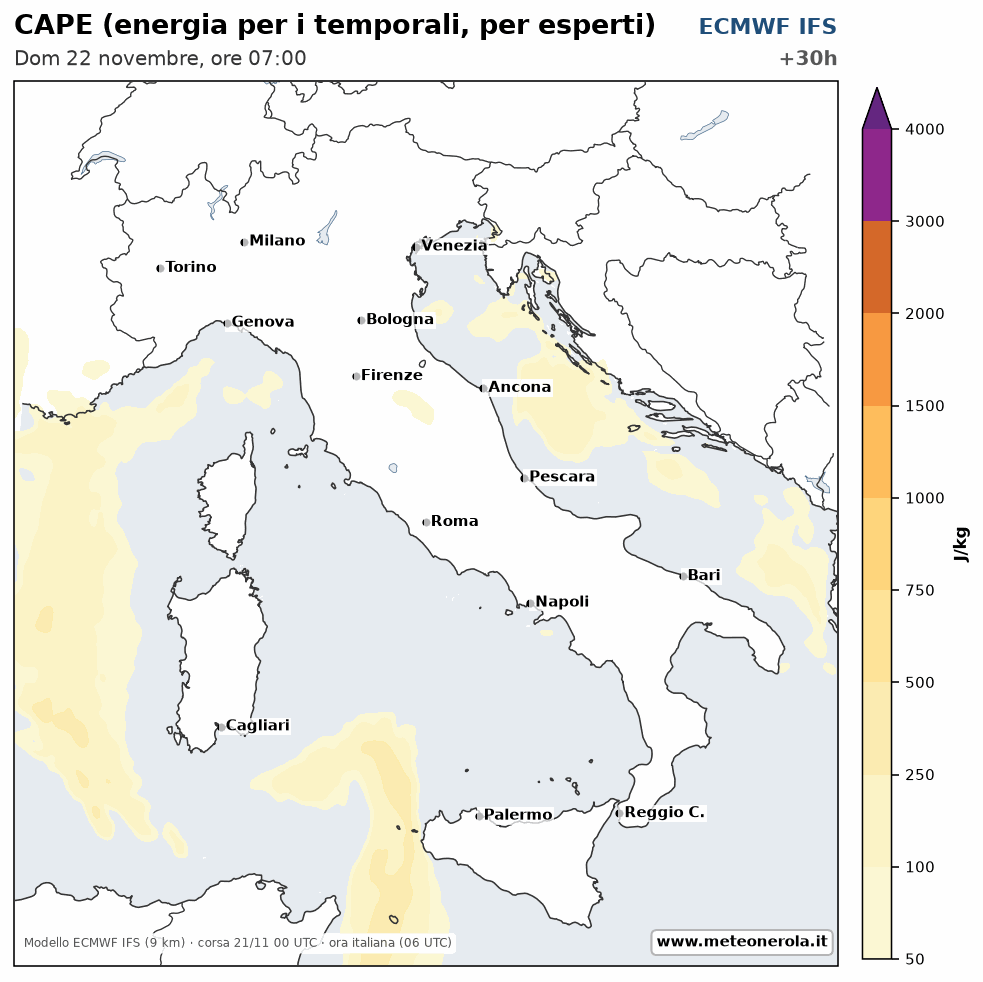 CAPE (energia per i temporali, per esperti)
ECMWF IFS
Dom 22 novembre, ore 07:00
+30h
Milano
Venezia
Torino
Genova
Bologna
Firenze
Ancona
Pescara
Roma
Bari
Napoli
Cagliari
Palermo
Reggio C.
Modello ECMWF IFS (9 km) · corsa 21/11 00 UTC · ora italiana (06 UTC)
www.meteonerola.it
4000
3000
2000
1500
1000
750
500
250
100
50
J/kg